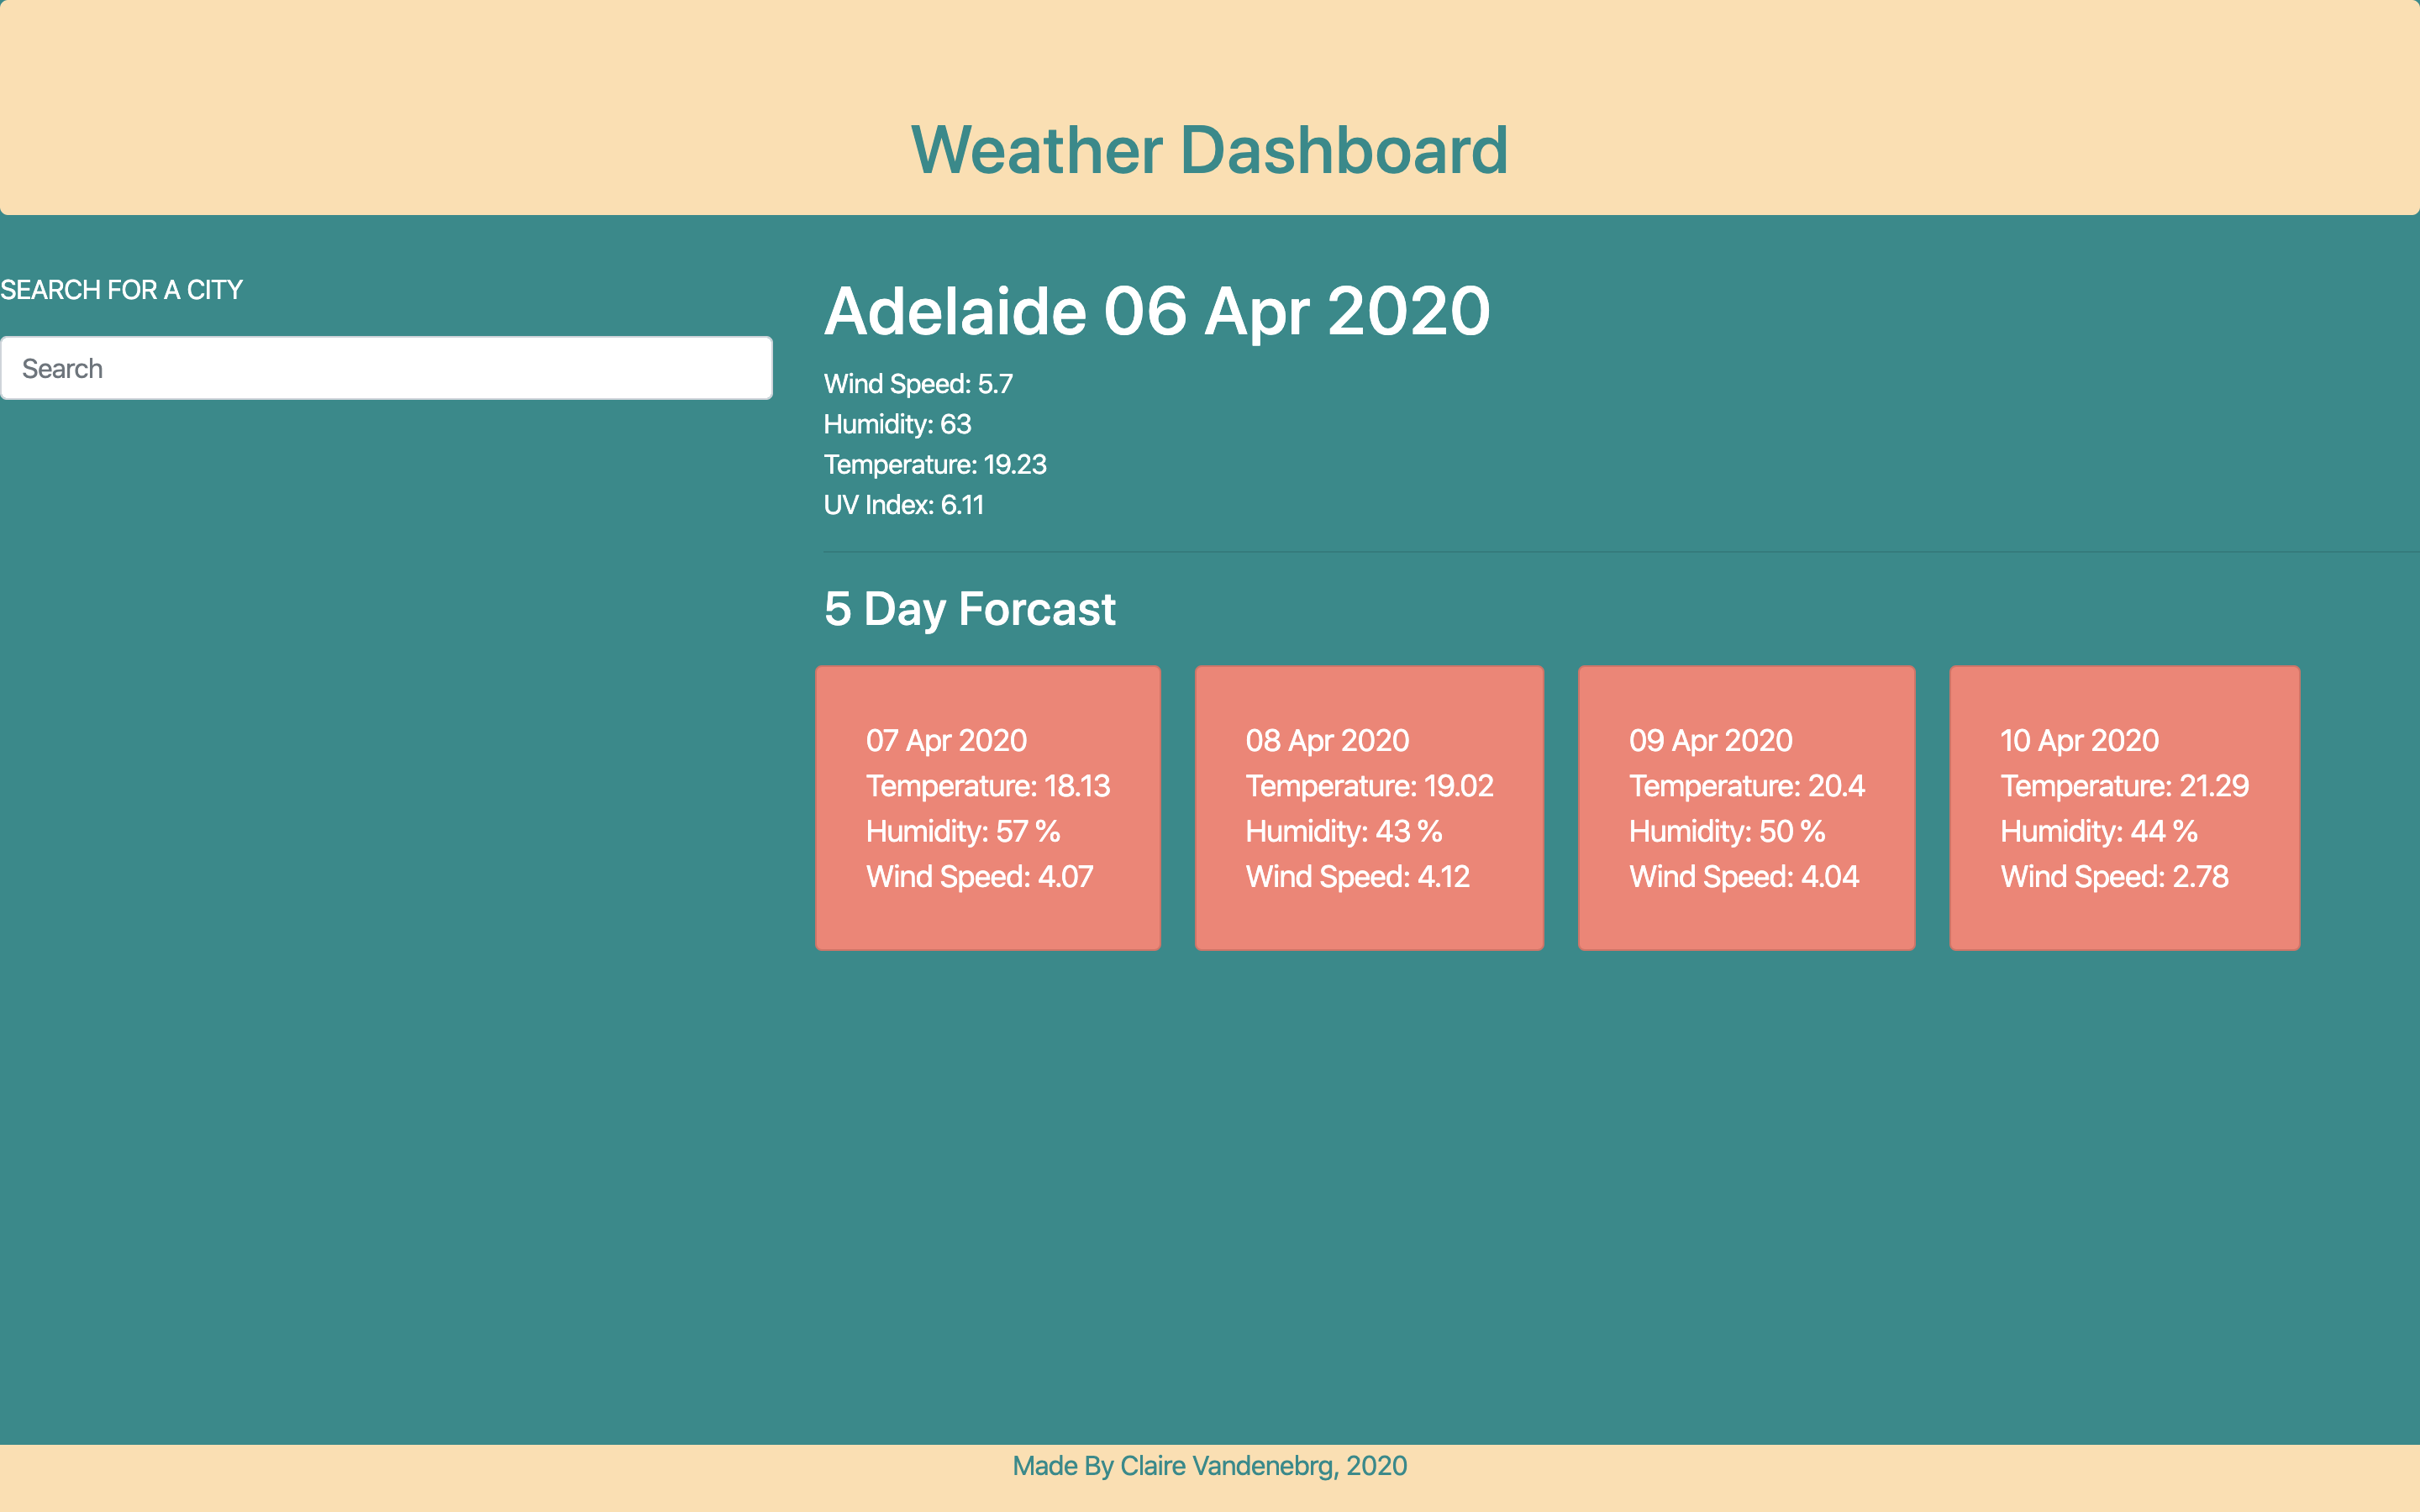 Weather Dashboard
SEARCH FOR A CITY
Search
Adelaide 06 Apr 2020
Wind Speed: 5.7
Humidity: 63
Temperature: 19.23
UV Index: 6.11
5 Day Forcast
07 Apr 2020
Temperature: 18.13
Humidity: 57 %
Wind Speed: 4.07
08 Apr 2020
Temperature: 19.02
Humidity: 43 %
Wind Speed: 4.12
09 Apr 2020
Temperature: 20.4
Humidity: 50 %
Wind Speed: 4.04
10 Apr 2020
Temperature: 21.29
Humidity: 44 %
Wind Speed: 2.78
Made By Claire Vandenebrg, 2020